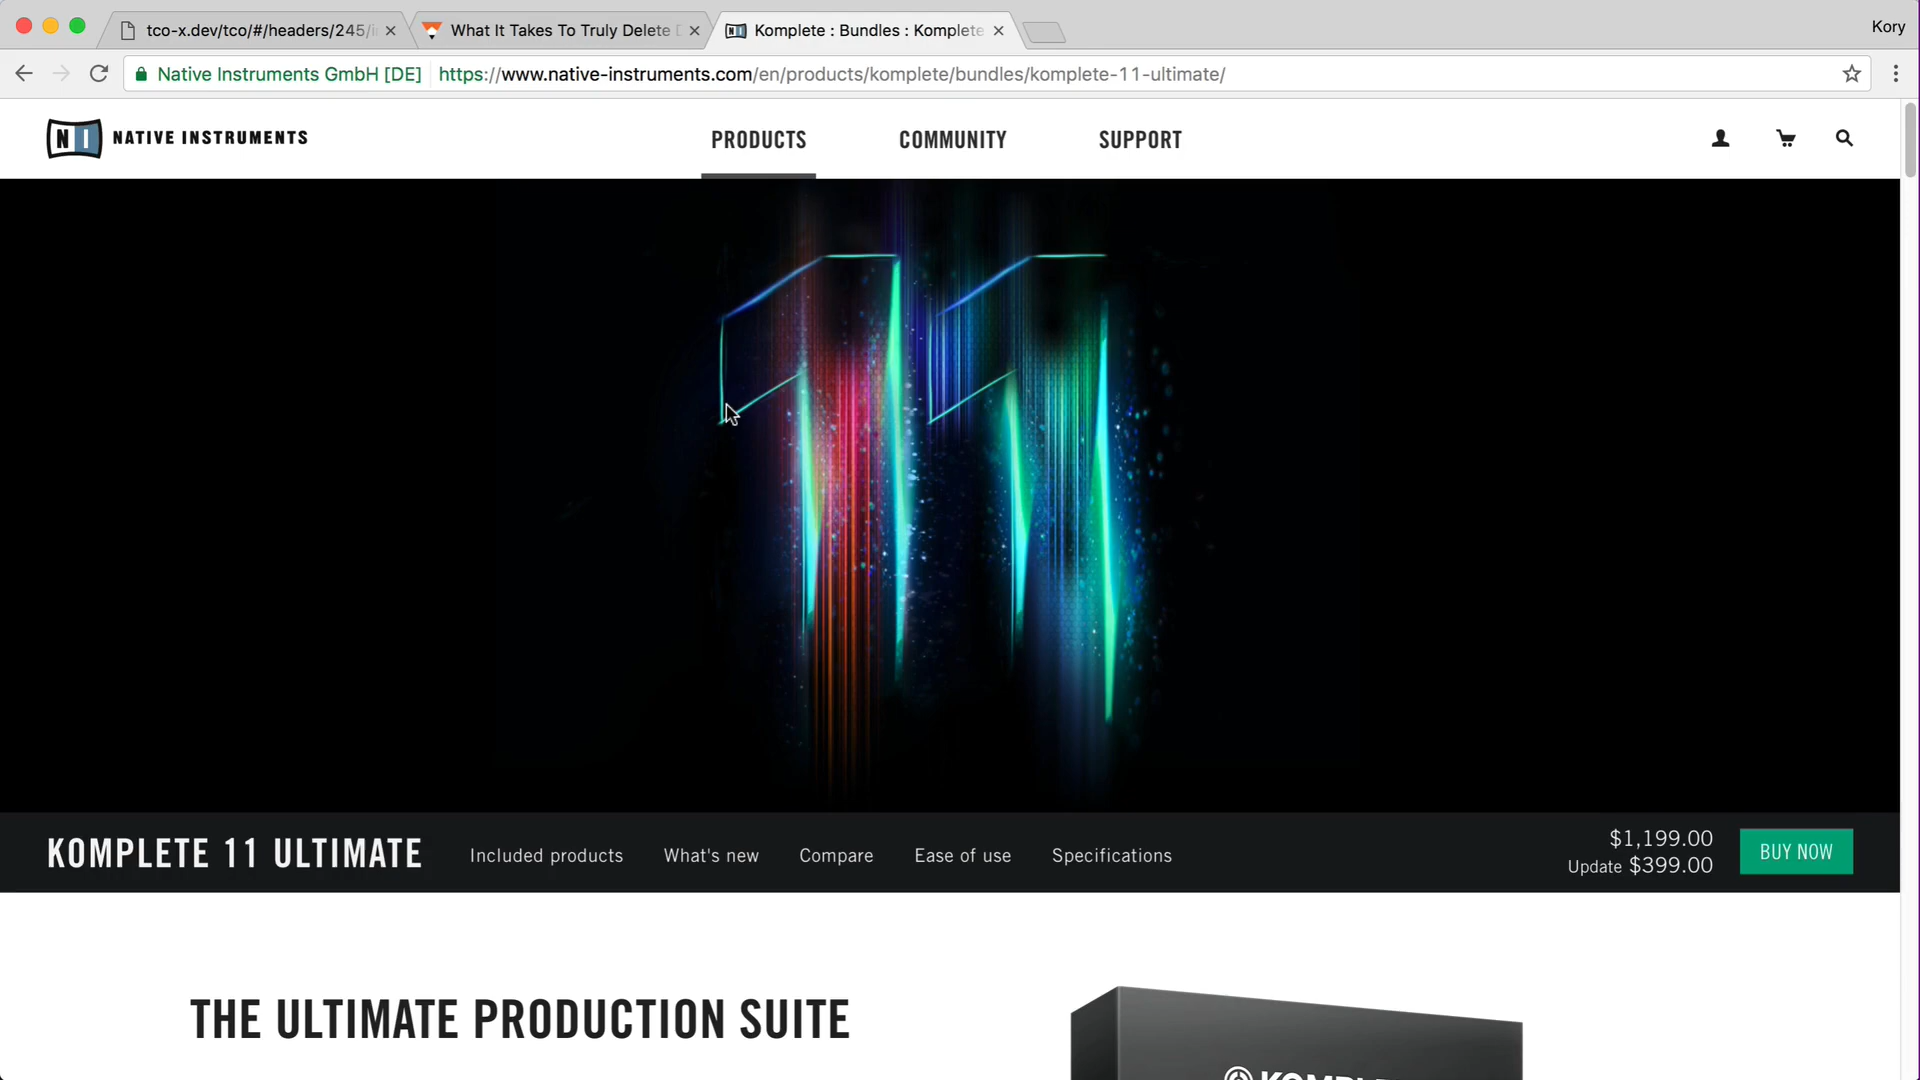 tco-x.dev/tco/#/headers/245/i
What It Takes To Truly Delete D
Komplete : Bundles : Komplete
Kory
Native Instruments GmbH [DE]
https://www.native-instruments.com/en/products/komplete/bundles/komplete-11-ultimate/
NI NATIVE INSTRUMENTS
PRODUCTS
COMMUNITY
SUPPORT
KOMPLETE 11 ULTIMATE
Included products
What's new
Compare
Ease of use
Specifications
$1,199.00
Update $399.00
BUY NOW
THE ULTIMATE PRODUCTION SUITE